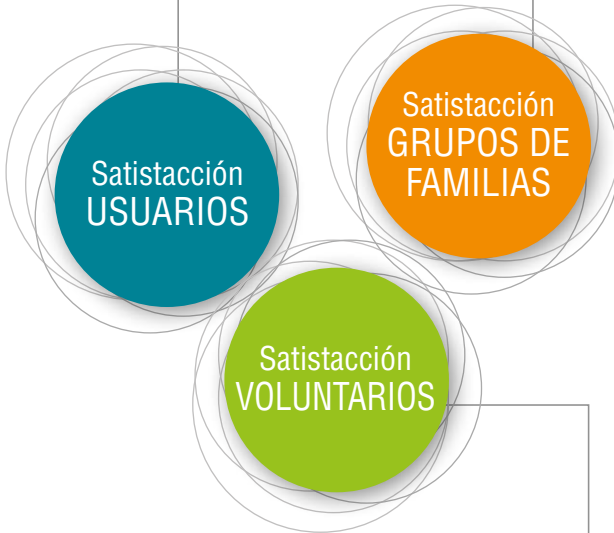 Satistacción
USUARIOS
Satistacción
GRUPOS DE
FAMILIAS
Satistacción
VOLUNTARIOS